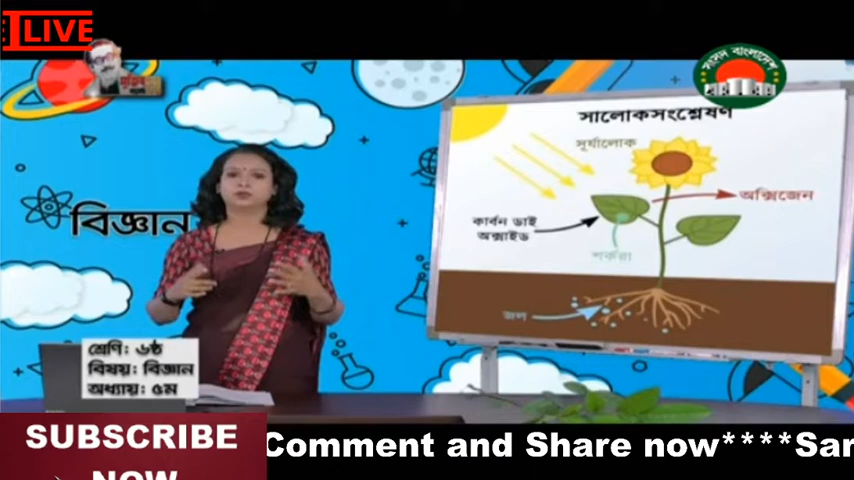 LIVE
সংসদ বাংলাদেশ
সালোকসংশ্লেষণ
সূর্যালোক
অক্সিজেন
কার্বন ডাই
অক্সাইড
শর্করা
জল
বিজ্ঞান
শ্রেণি: ৬ষ্ঠ
বিষয়: বিজ্ঞান
অধ্যায়: ৫ম
SUBSCRIBE
NOW
Comment and Share now****Sar